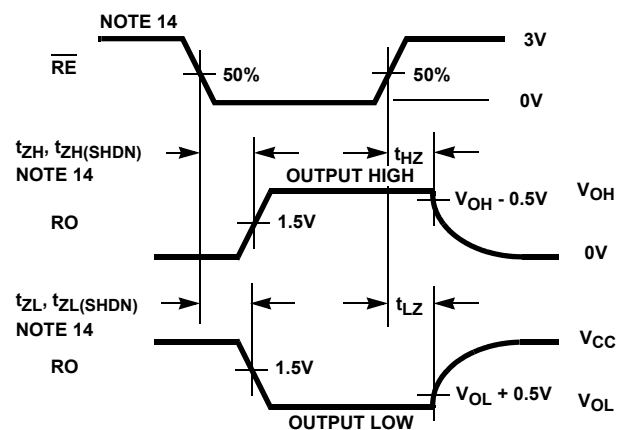 NOTE 14
RE
50%
50%
3V
0V
tZH, tZH(SHDN)
NOTE 14
tHZ
OUTPUT HIGH
RO
1.5V
VOH - 0.5V
VOH
0V
tZL, tZL(SHDN)
NOTE 14
tLZ
RO
1.5V
VCC
VOL + 0.5V
VOL
OUTPUT LOW